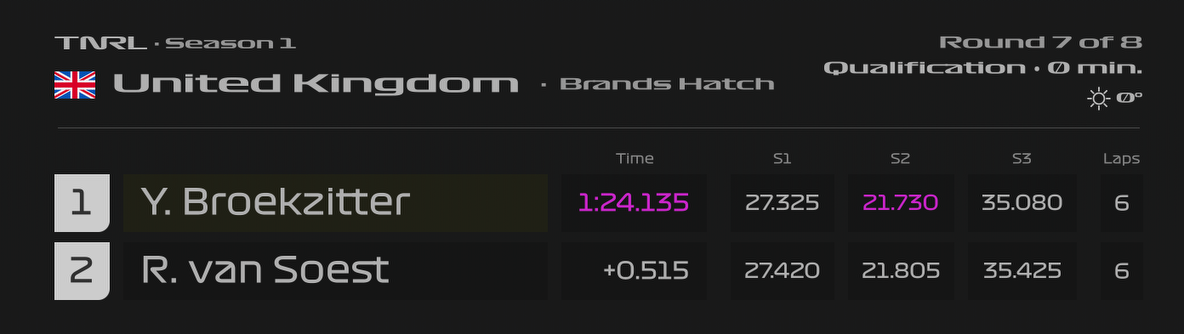 TNRL · Season 1
Round 7 of 8
United Kingdom · Brands Hatch
Qualification · 0 min.
0°
Time S1 S2 S3 Laps
1 Y. Broekzitter 1:24.135 27.325 21.730 35.080 6
2 R. van Soest +0.515 27.420 21.805 35.425 6